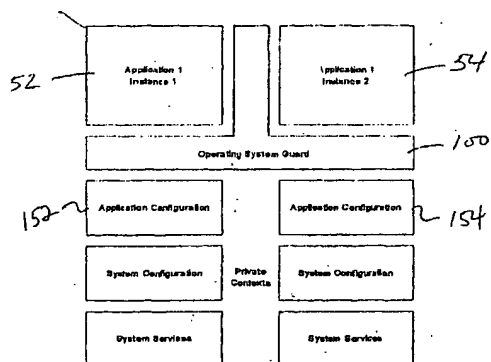 Application 1
Instance 1
Application 1
Instance 2
52
54
Operating System Guard
100
152
Application Configuration
Application Configuration
154
System Configuration
Private
Contexts
System Configuration
System Services
System Services